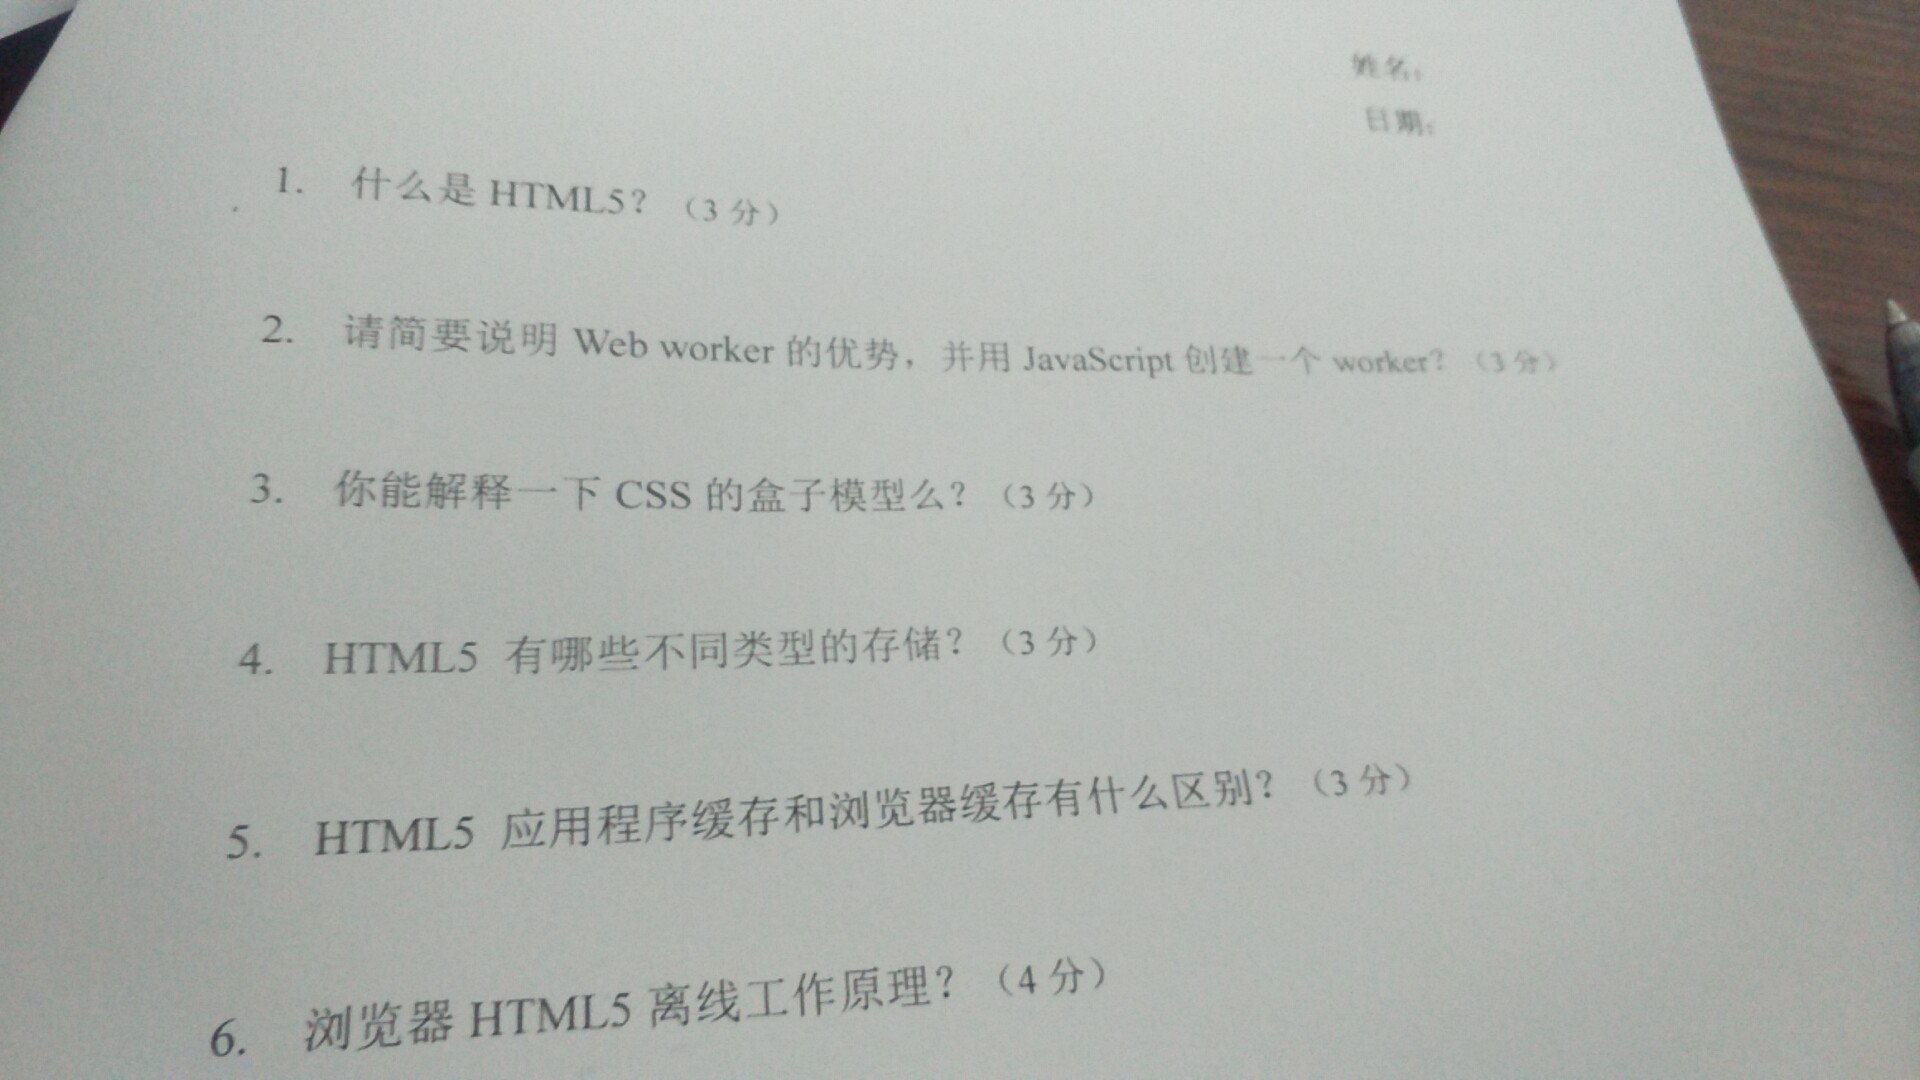 姓名：
日期：
1. 什么是 HTML5？（3 分）
2. 请简要说明 Web worker 的优势，并用 JavaScript 创建一个 worker？（3 分）
3. 你能解释一下 CSS 的盒子模型么？（3 分）
4. HTML5 有哪些不同类型的存储？（3 分）
5. HTML5 应用程序缓存和浏览器缓存有什么区别？（3 分）
6. 浏览器 HTML5 离线工作原理？（4 分）